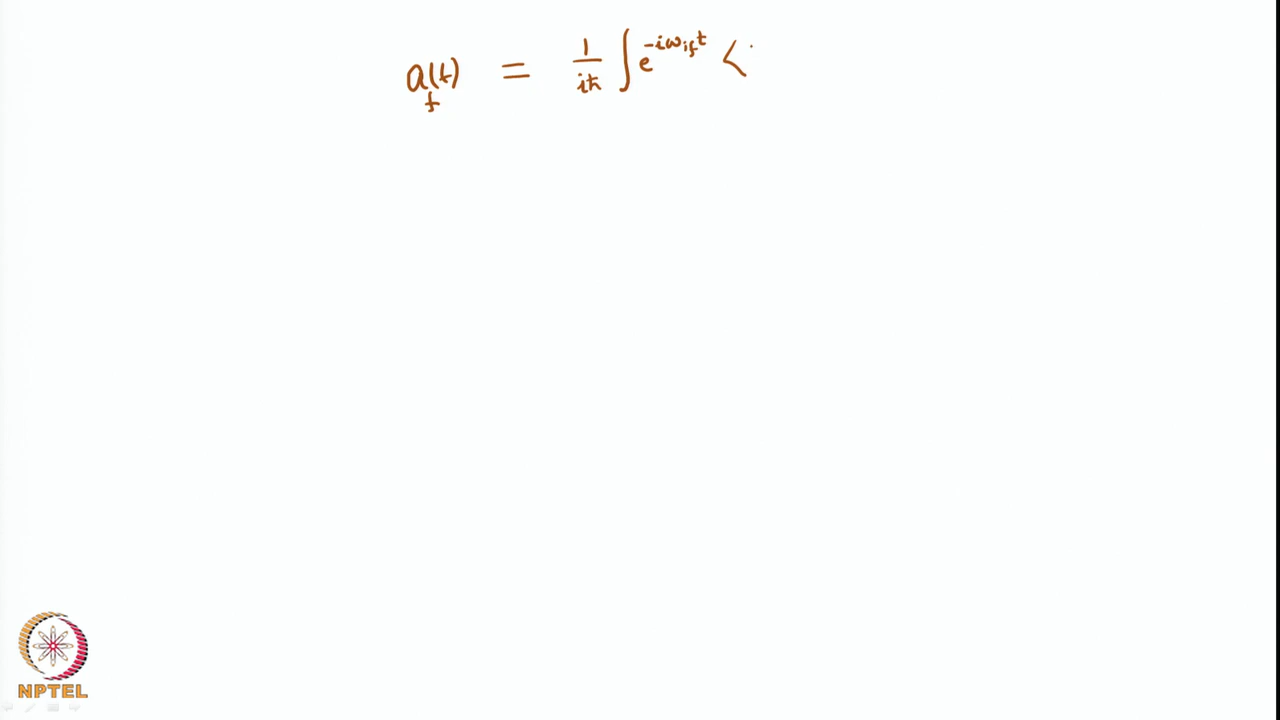 a_f(t) = 1/iħ ∫ e^{-iω_{if}t} <
NPTEL